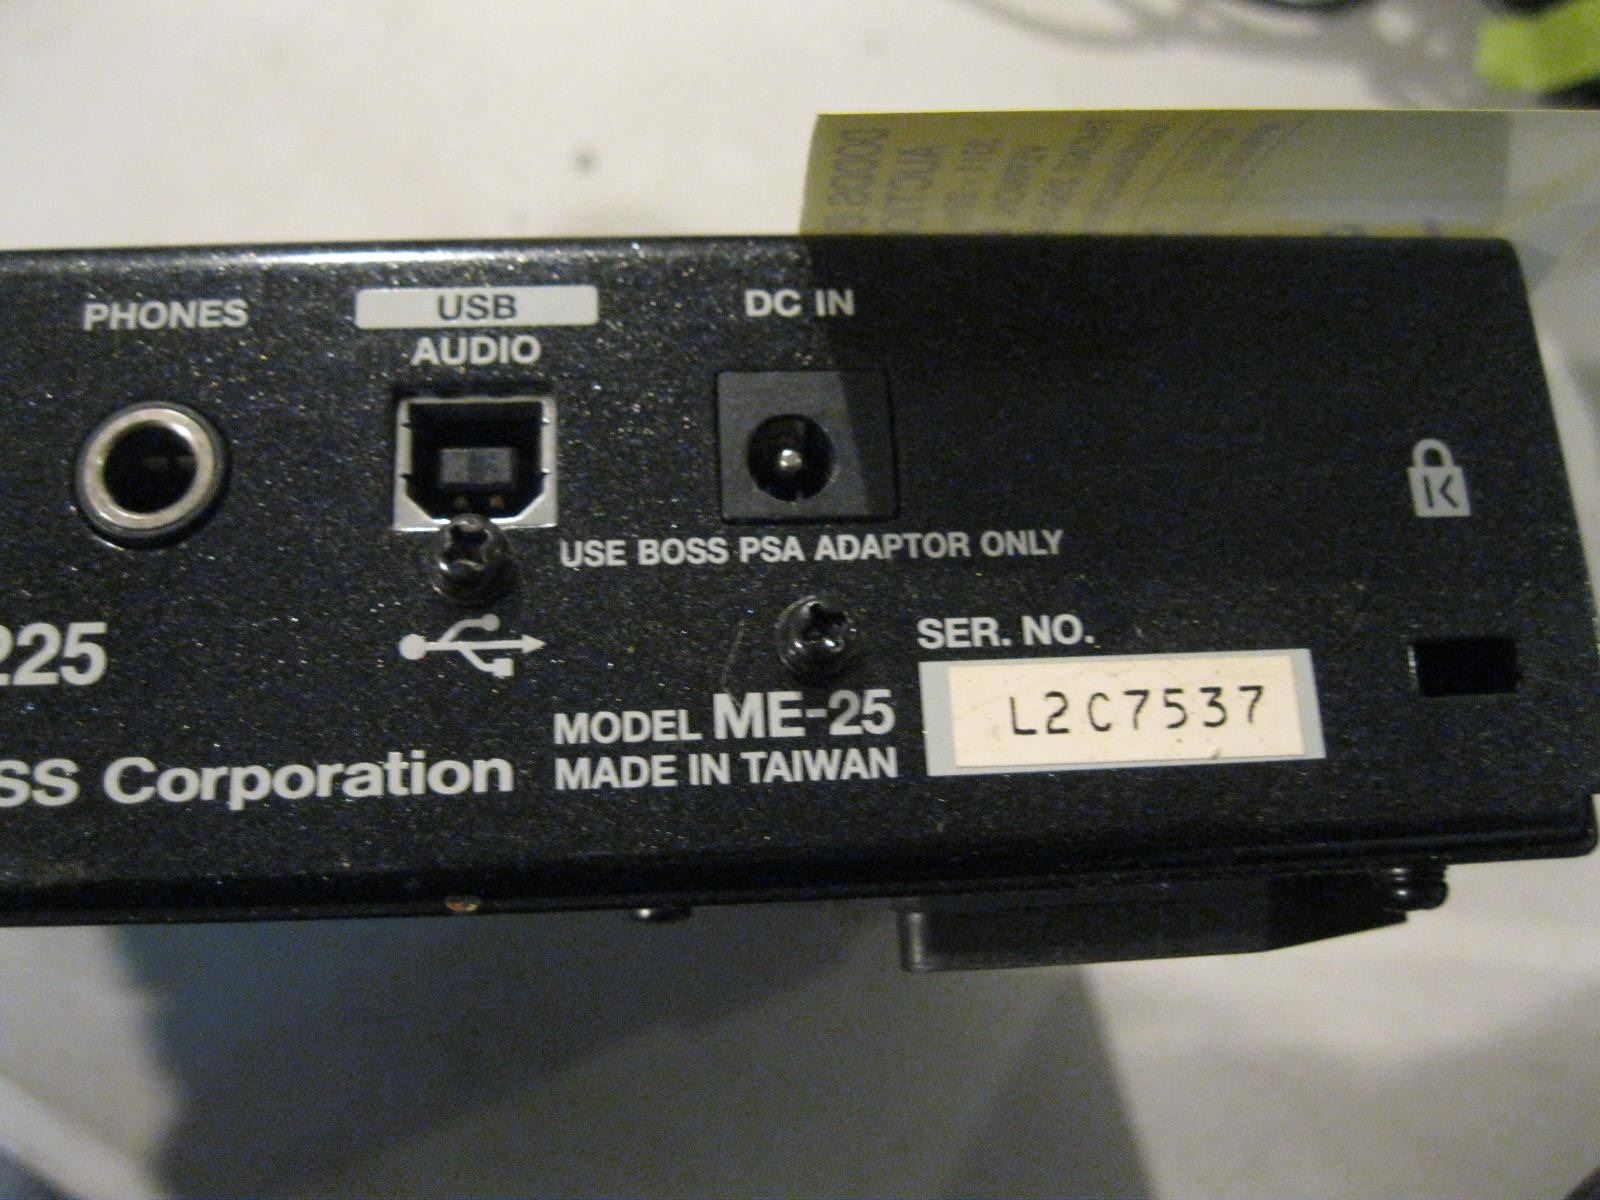 PHONES
USB
AUDIO
DC IN
USE BOSS PSA ADAPTOR ONLY
K
225
SER. NO.
MODEL ME-25
L2C7537
SS Corporation
MADE IN TAIWAN